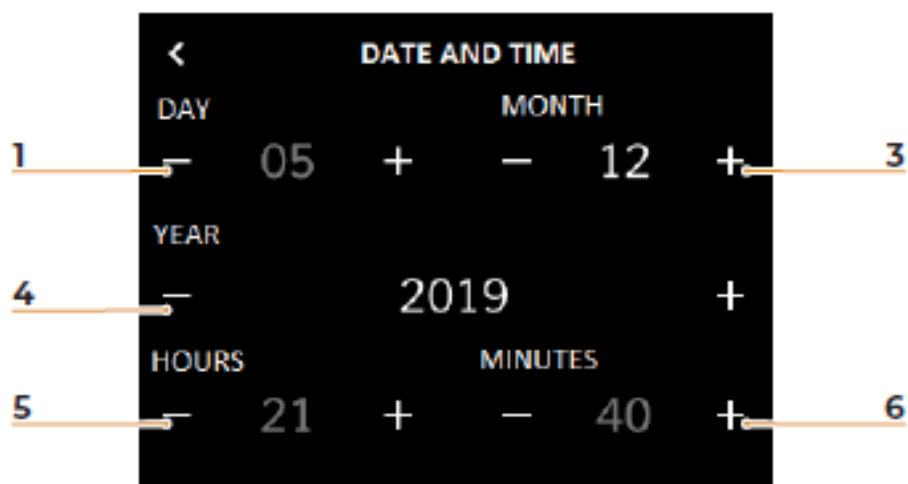 < DATE AND TIME
DAY MONTH
1 − 05 + − 12 + 3
YEAR
4 − 2019 +
HOURS MINUTES
5 − 21 + − 40 + 6